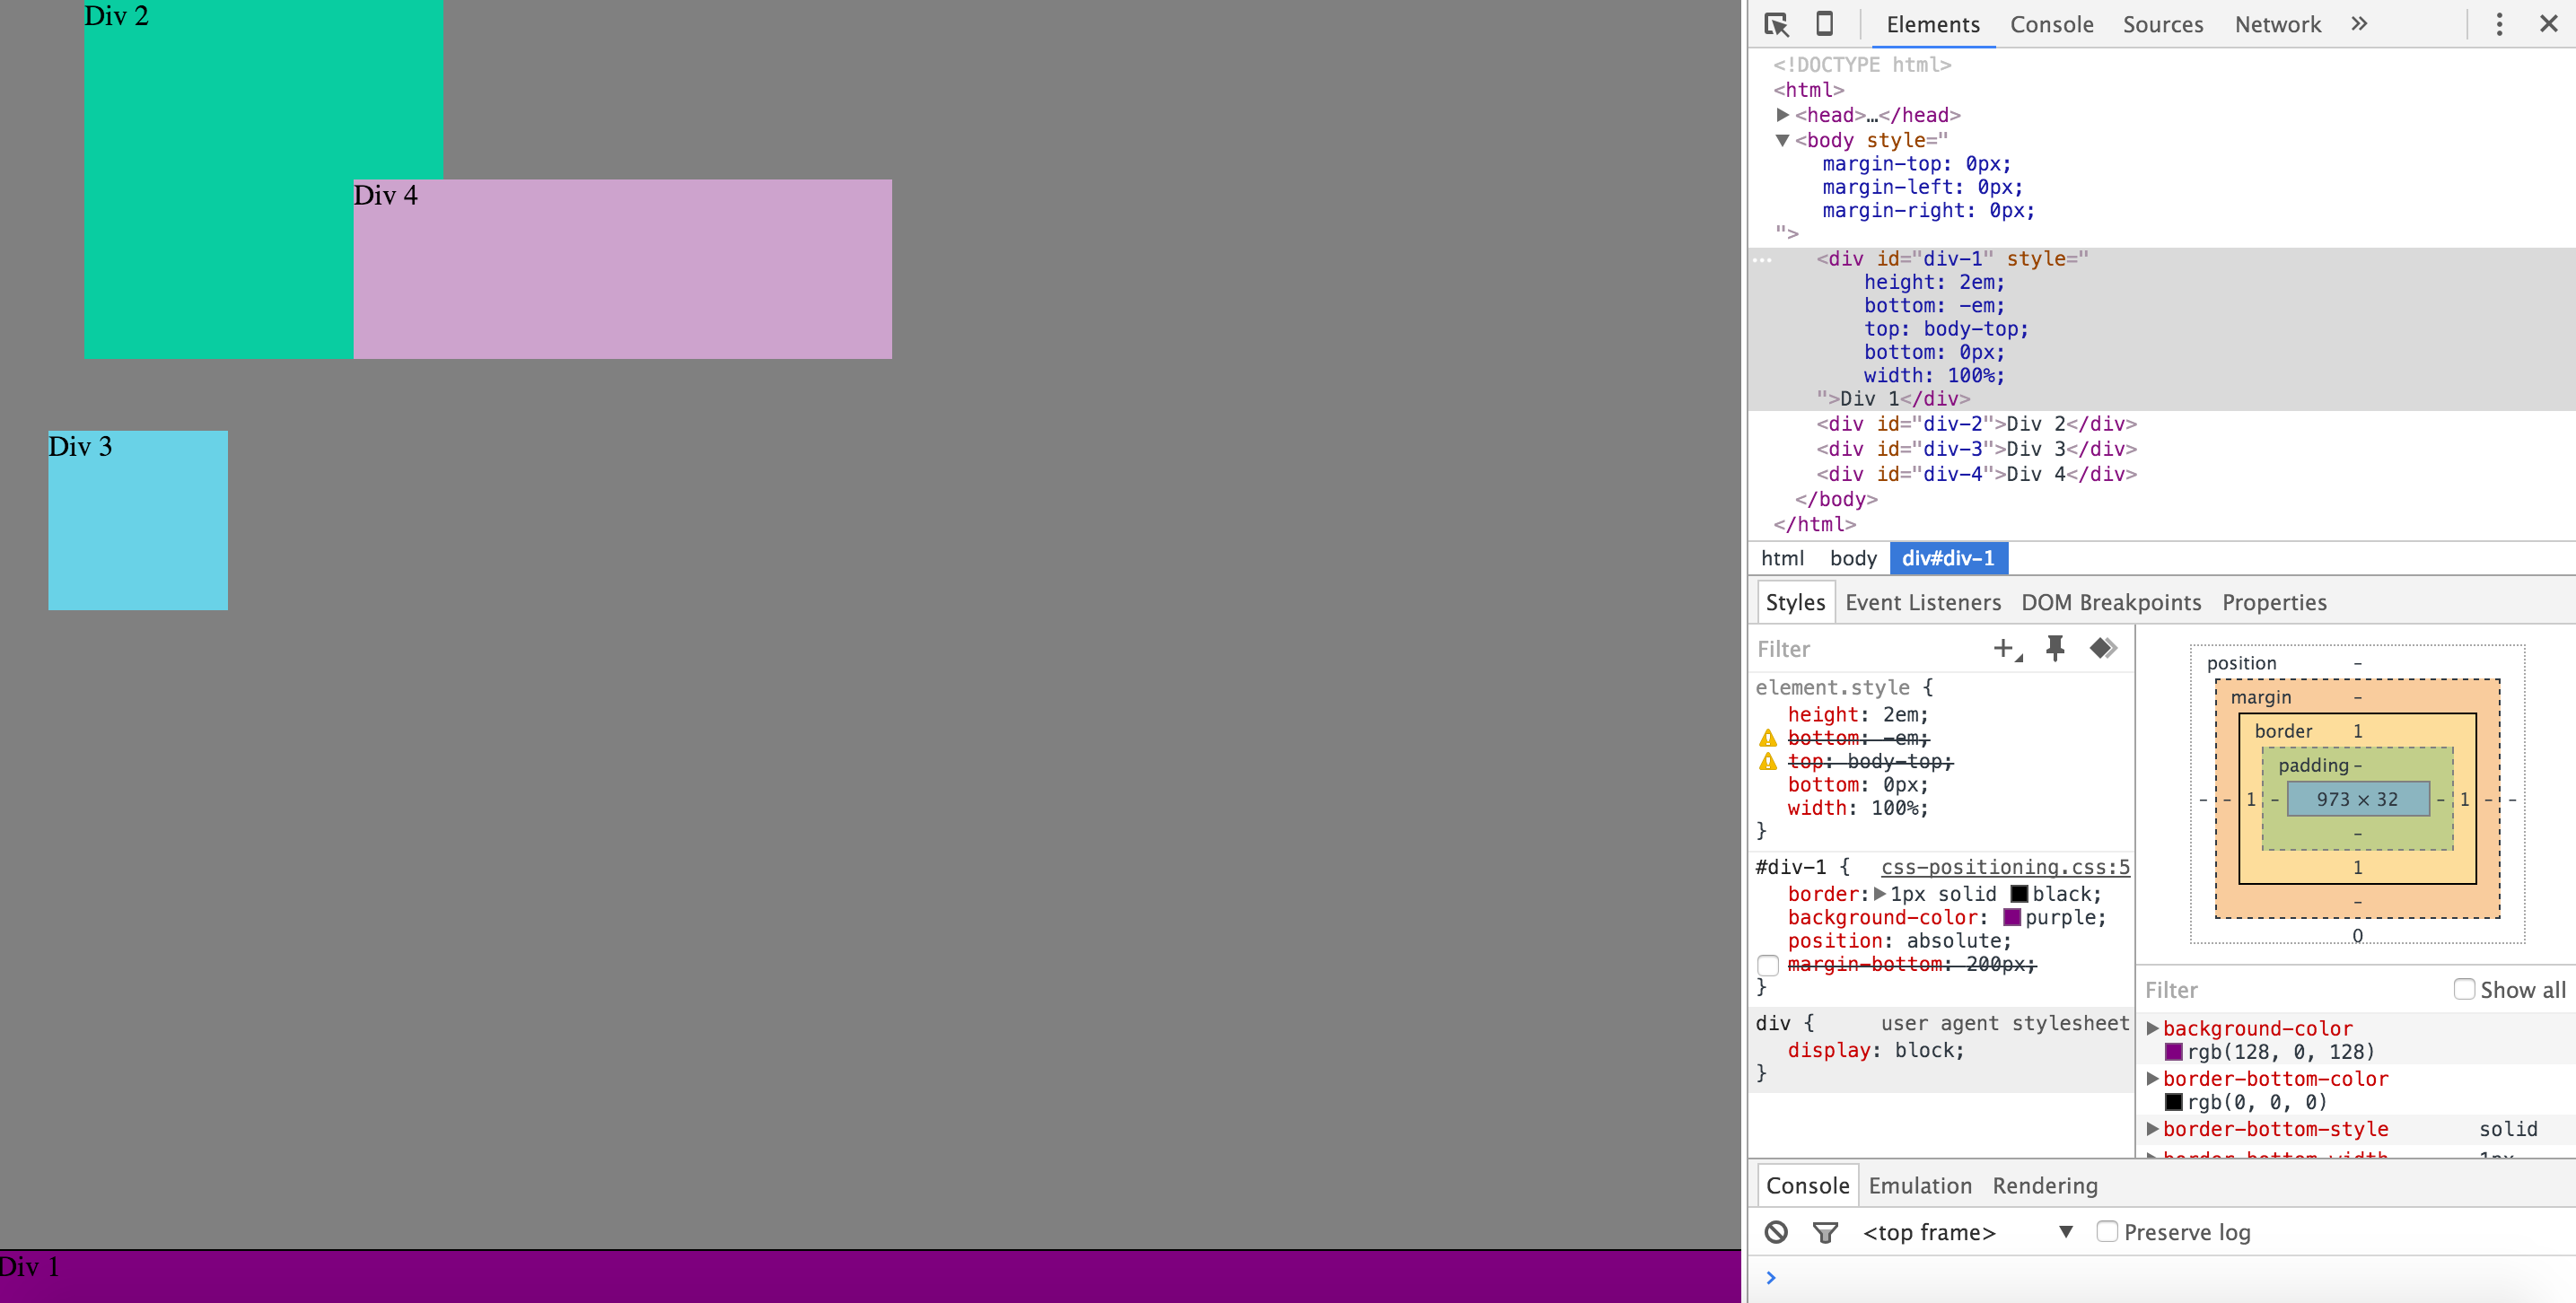 Div 2
Div 4
Div 3
Div 1
Elements Console Sources Network »
<!DOCTYPE html>
<html>
<head>…</head>
<body style="
margin-top: 0px;
margin-left: 0px;
margin-right: 0px;
">
<div id="div-1" style="
height: 2em;
bottom: -em;
top: body-top;
bottom: 0px;
width: 100%;
">Div 1</div>
<div id="div-2">Div 2</div>
<div id="div-3">Div 3</div>
<div id="div-4">Div 4</div>
</body>
</html>
html body div#div-1
Styles Event Listeners DOM Breakpoints Properties
Filter
element.style {
height: 2em;
bottom: -em;
top: body-top;
bottom: 0px;
width: 100%;
}
#div-1 { css-positioning.css:5
border: 1px solid black;
background-color: purple;
position: absolute;
margin-bottom: 200px;
}
div { user agent stylesheet
display: block;
}
position -
margin -
border 1
padding -
- - 1 - 973 × 32 - 1 - -
-
1
-
0
Filter Show all
background-color
rgb(128, 0, 128)
border-bottom-color
rgb(0, 0, 0)
border-bottom-style solid
border-bottom-width 1px
Console Emulation Rendering
<top frame> Preserve log